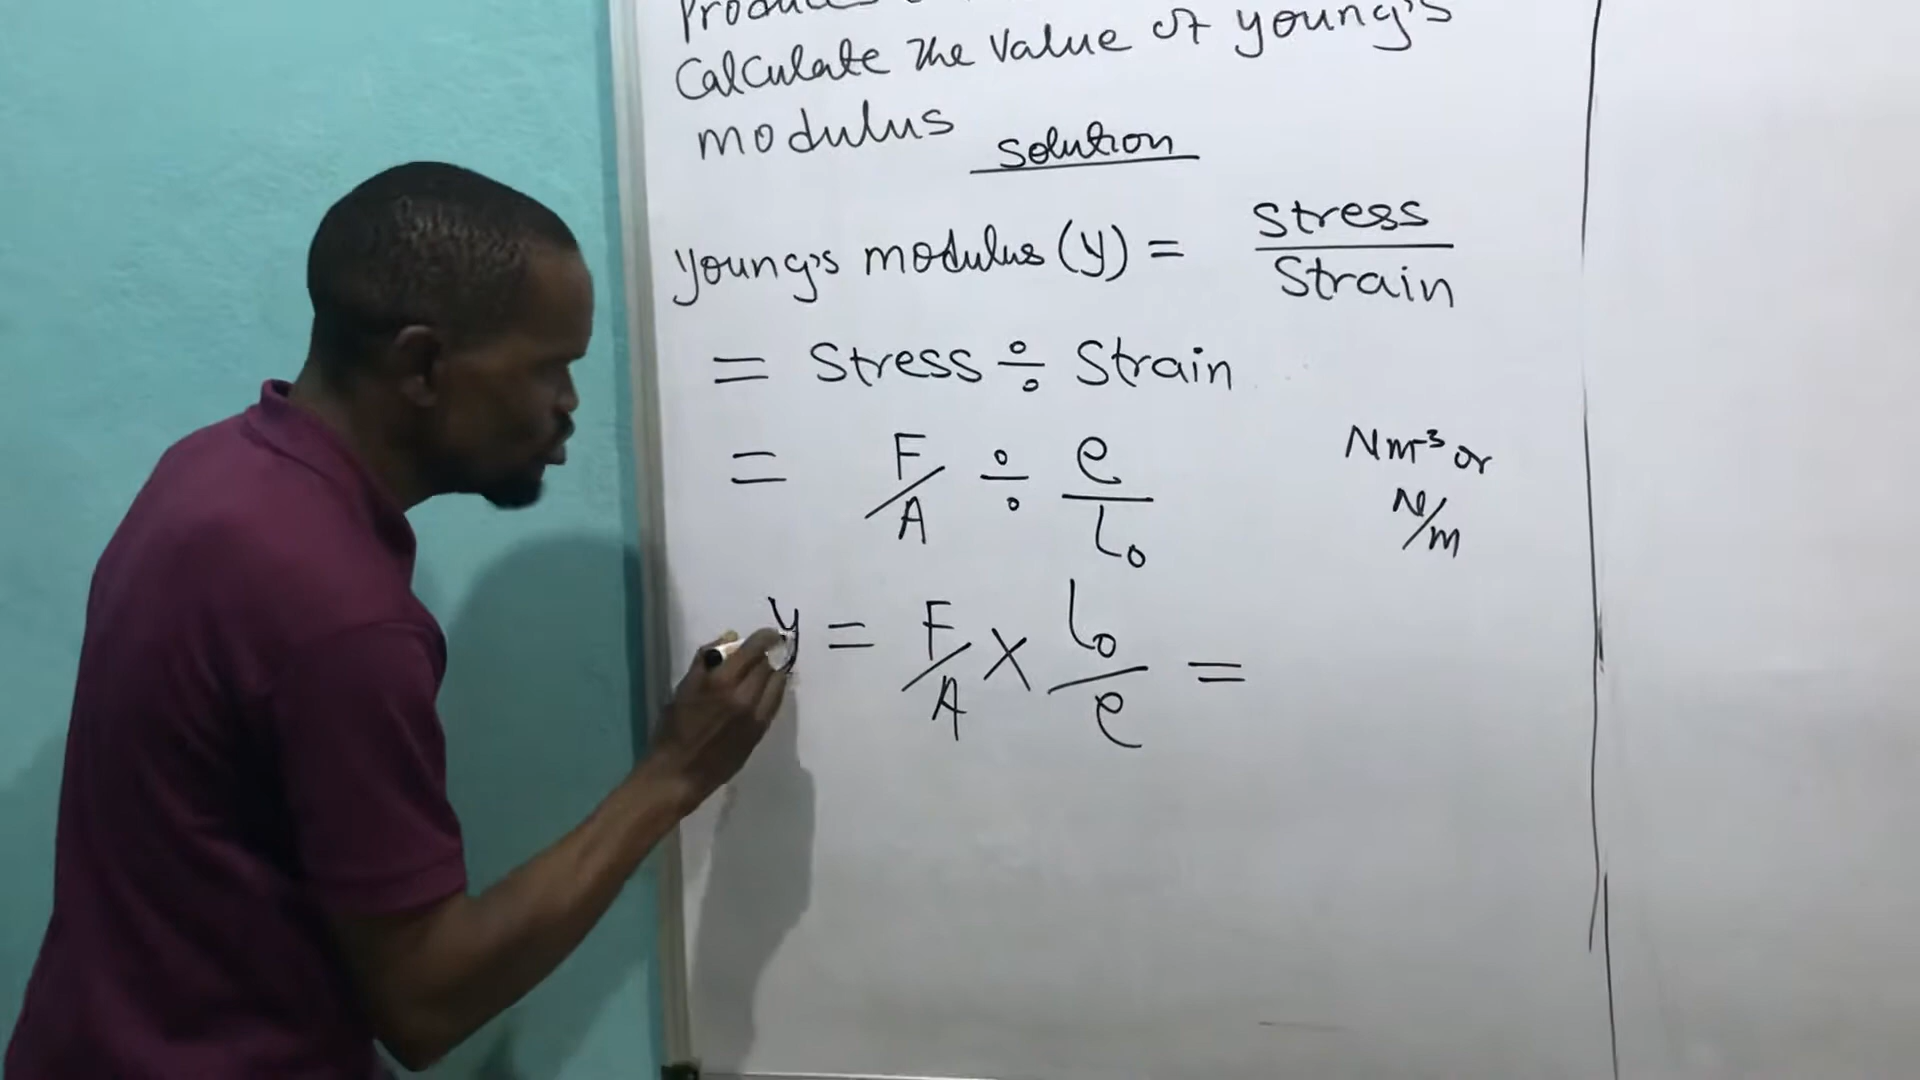 Calculate the value of young's
modulus
Solution
young's modulus (y) = Stress / Strain
= Stress ÷ Strain
= F/A ÷ e/l₀
Nm⁻³ or
N/m
y = F/A × l₀/e =